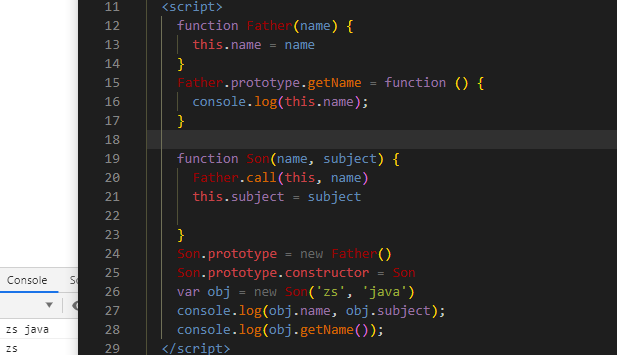 11 <script>
12 function Father(name) {
13 this.name = name
14 }
15 Father.prototype.getName = function () {
16 console.log(this.name);
17 }
18
19 function Son(name, subject) {
20 Father.call(this, name)
21 this.subject = subject
22
23 }
24 Son.prototype = new Father()
25 Son.prototype.constructor = Son
26 var obj = new Son('zs', 'java')
27 console.log(obj.name, obj.subject);
28 console.log(obj.getName());
29 </script>
Console
zs java
zs